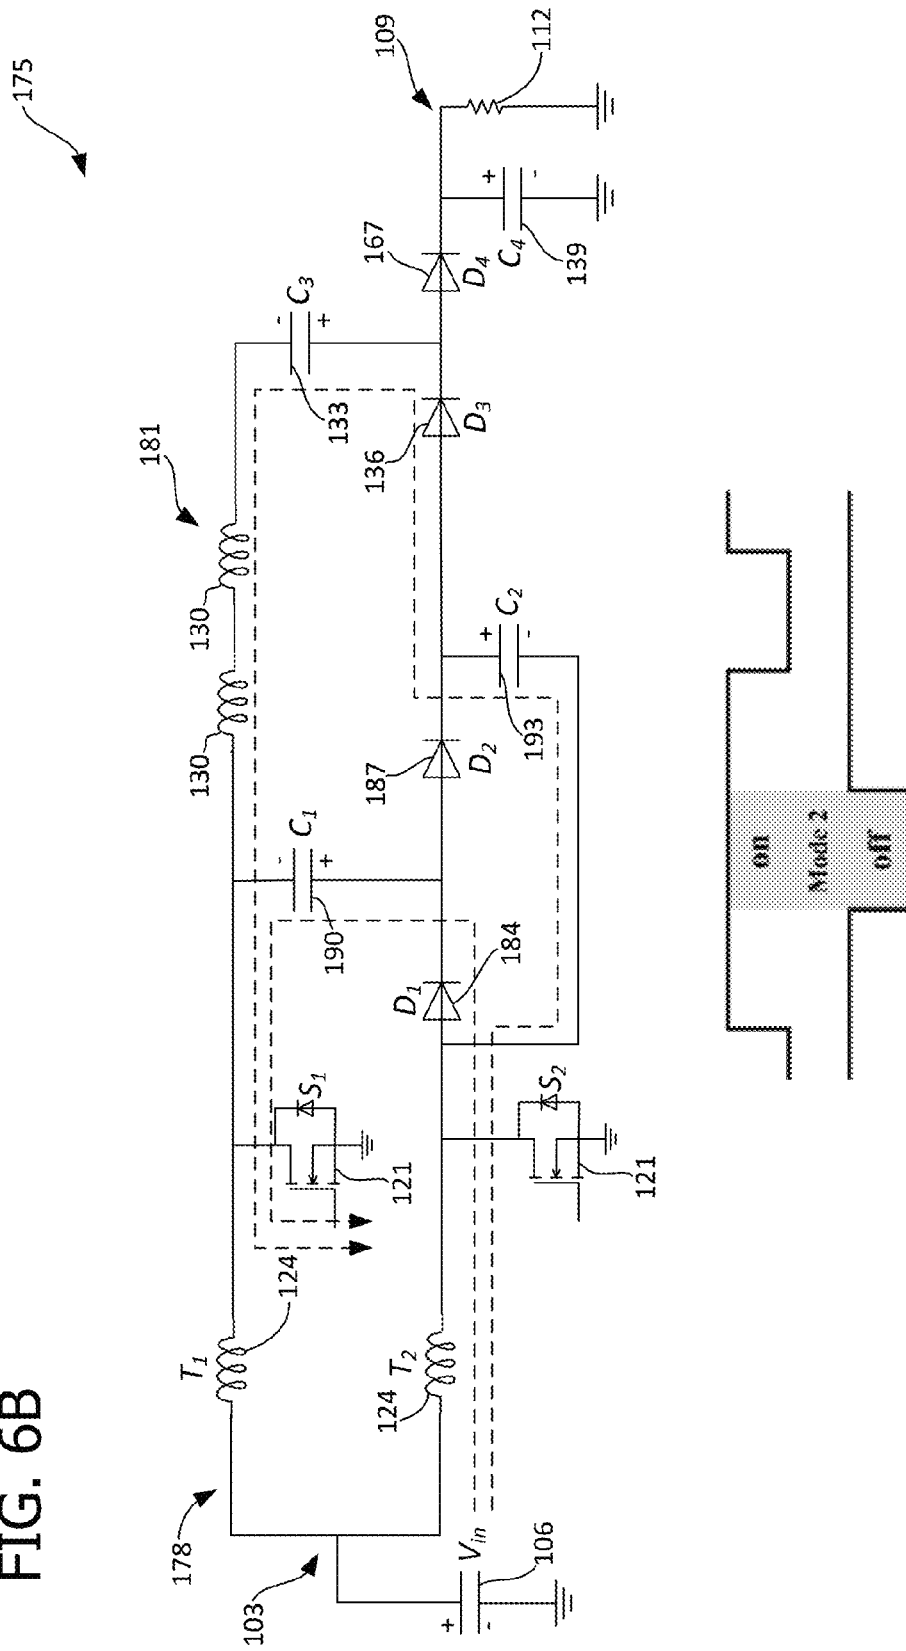 FIG. 6B
175
178
103
Vin
106
+
-
T1
124
T2
124
S1
121
S2
121
D1
184
190
C1
-
+
187
D2
193
C2
+
-
130
130
181
136
D3
133
C3
-
+
167
D4
C4
139
+
-
109
112
on
Mode 2
off